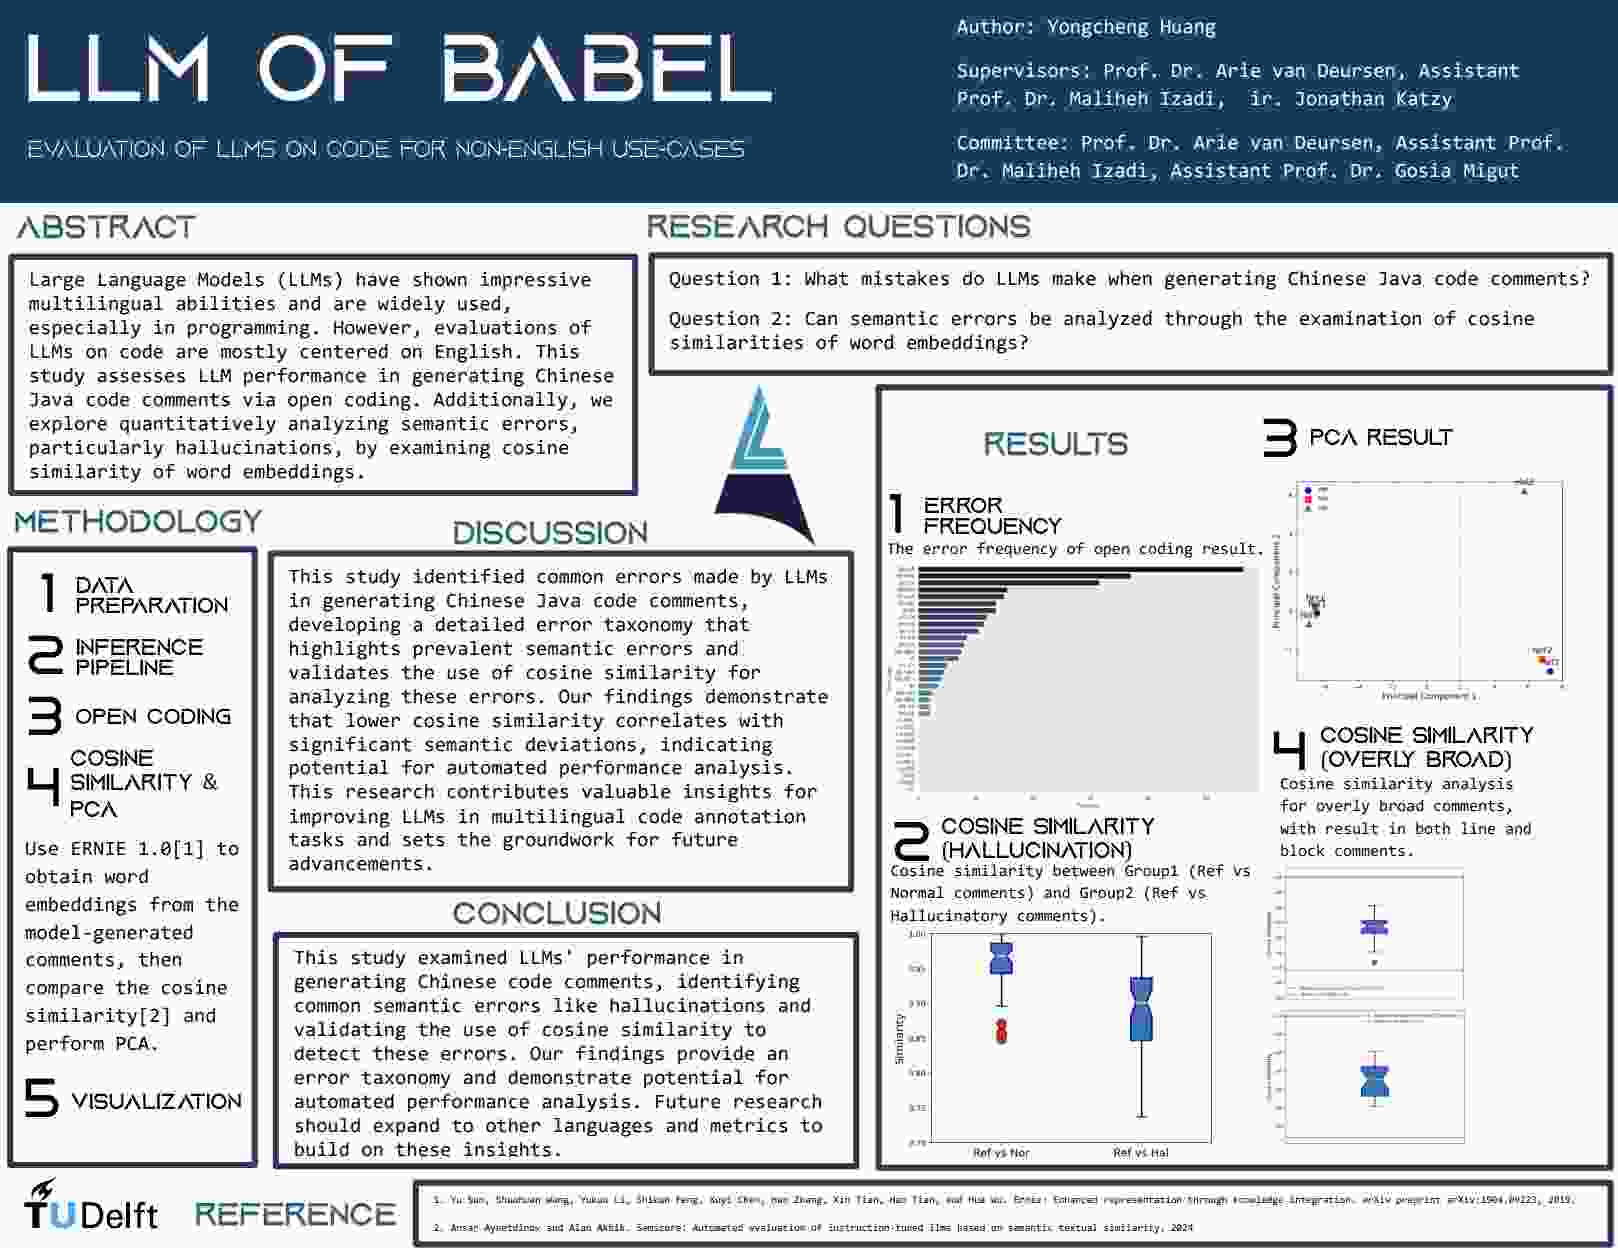 LLM OF BABEL
EVALUATION OF LLMS ON CODE FOR NON-ENGLISH USE-CASES
Author: Yongcheng Huang
Supervisors: Prof. Dr. Arie van Deursen, Assistant
Prof. Dr. Maliheh Izadi, ir. Jonathan Katzy
Committee: Prof. Dr. Arie van Deursen, Assistant Prof.
Dr. Maliheh Izadi, Assistant Prof. Dr. Gosia Migut
ABSTRACT
Large Language Models (LLMs) have shown impressive
multilingual abilities and are widely used,
especially in programming. However, evaluations of
LLMs on code are mostly centered on English. This
study assesses LLM performance in generating Chinese
Java code comments via open coding. Additionally, we
explore quantitatively analyzing semantic errors,
particularly hallucinations, by examining cosine
similarity of word embeddings.
RESEARCH QUESTIONS
Question 1: What mistakes do LLMs make when generating Chinese Java code comments?
Question 2: Can semantic errors be analyzed through the examination of cosine
similarities of word embeddings?
METHODOLOGY
1 DATA
PREPARATION
2 INFERENCE
PIPELINE
3 OPEN CODING
4 COSINE
SIMILARITY &
PCA
Use ERNIE 1.0[1] to
obtain word
embeddings from the
model-generated
comments, then
compare the cosine
similarity[2] and
perform PCA.
5 VISUALIZATION
DISCUSSION
This study identified common errors made by LLMs
in generating Chinese Java code comments,
developing a detailed error taxonomy that
highlights prevalent semantic errors and
validates the use of cosine similarity for
analyzing these errors. Our findings demonstrate
that lower cosine similarity correlates with
significant semantic deviations, indicating
potential for automated performance analysis.
This research contributes valuable insights for
improving LLMs in multilingual code annotation
tasks and sets the groundwork for future
advancements.
CONCLUSION
This study examined LLMs' performance in
generating Chinese code comments, identifying
common semantic errors like hallucinations and
validating the use of cosine similarity to
detect these errors. Our findings provide an
error taxonomy and demonstrate potential for
automated performance analysis. Future research
should expand to other languages and metrics to
build on these insights.
RESULTS
1 ERROR
FREQUENCY
The error frequency of open coding result.
2 COSINE SIMILARITY
(HALLUCINATION)
Cosine similarity between Group1 (Ref vs
Normal comments) and Group2 (Ref vs
Hallucinatory comments).
1.00
0.95
0.90
0.85
0.80
0.75
0.70
Similarity
Ref vs Nor
Ref vs Hal
3 PCA RESULT
Principal Component 2
Principal Component 1
4 COSINE SIMILARITY
(OVERLY BROAD)
Cosine similarity analysis
for overly broad comments,
with result in both line and
block comments.
TU Delft
REFERENCE
1. Yu Sun, Shuohuan Wang, Yukun Li, Shikun Feng, Xuyi Chen, Han Zhang, Xin Tian, Hao Tian, and Hua Wu. Ernie: Enhanced representation through knowledge integration. arXiv preprint arXiv:1904.09223, 2019.
2. Ansar Aynetdinov and Alan Akbik. Semscore: Automated evaluation of instruction-tuned llms based on semantic textual similarity, 2024